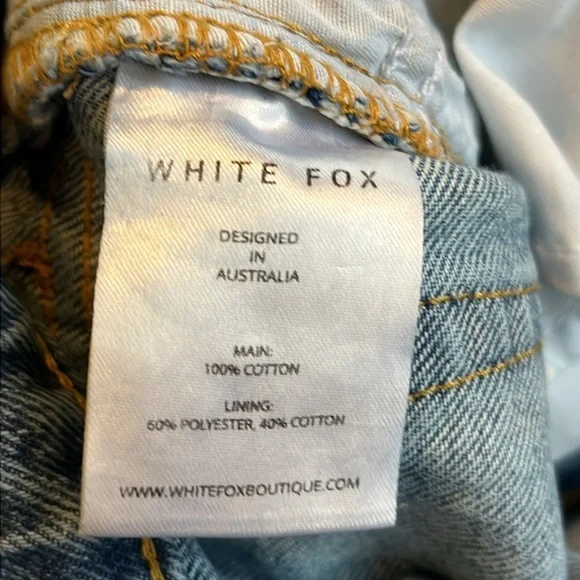 WHITE FOX
DESIGNED
IN
AUSTRALIA
MAIN:
100% COTTON
LINING:
60% POLYESTER, 40% COTTON
WWW.WHITEFOXBOUTIQUE.COM